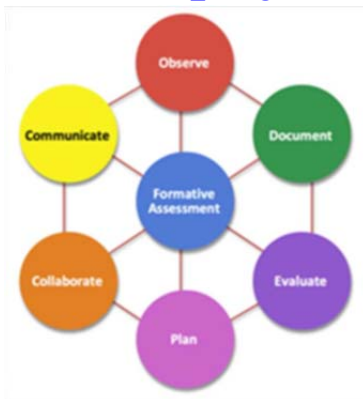 Observe
Communicate
Document
Formative
Assessment
Collaborate
Evaluate
Plan